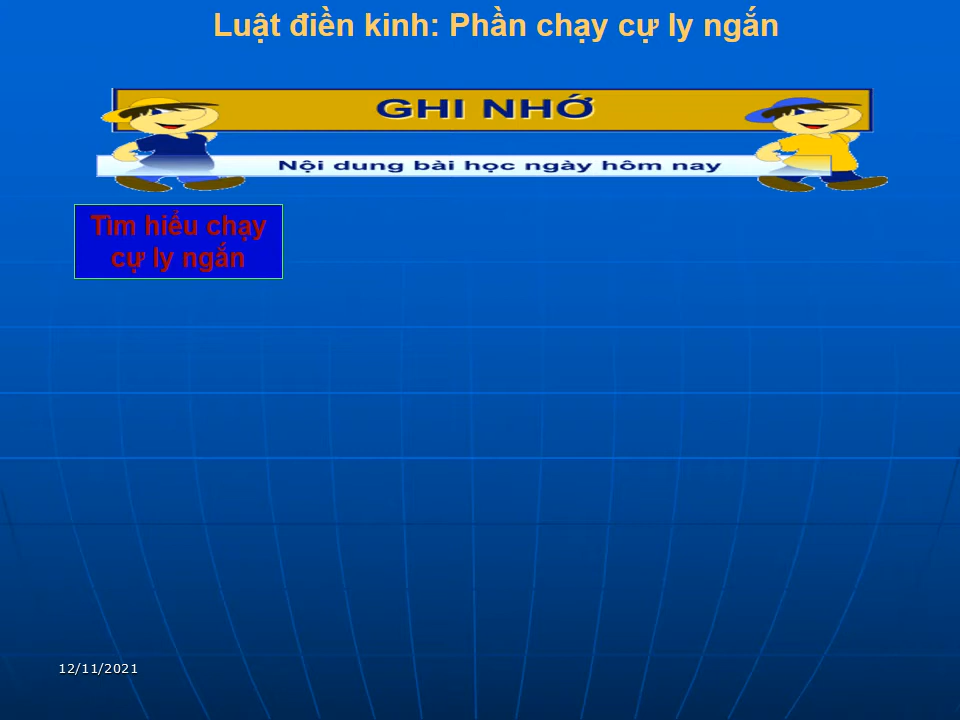 Luật điền kinh: Phần chạy cự ly ngắn
GHI NHỚ
Nội dung bài học ngày hôm nay
Tìm hiểu chạy
cự ly ngắn
12/11/2021